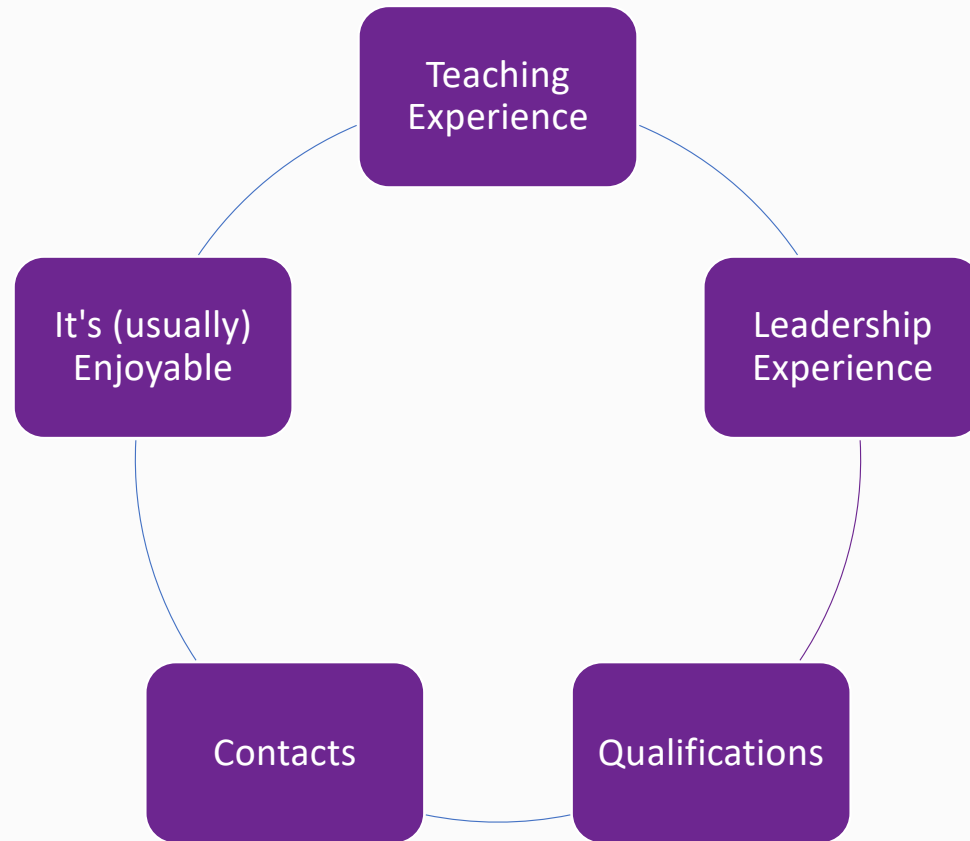 Teaching
Experience
Leadership
Experience
Qualifications
Contacts
It's (usually)
Enjoyable